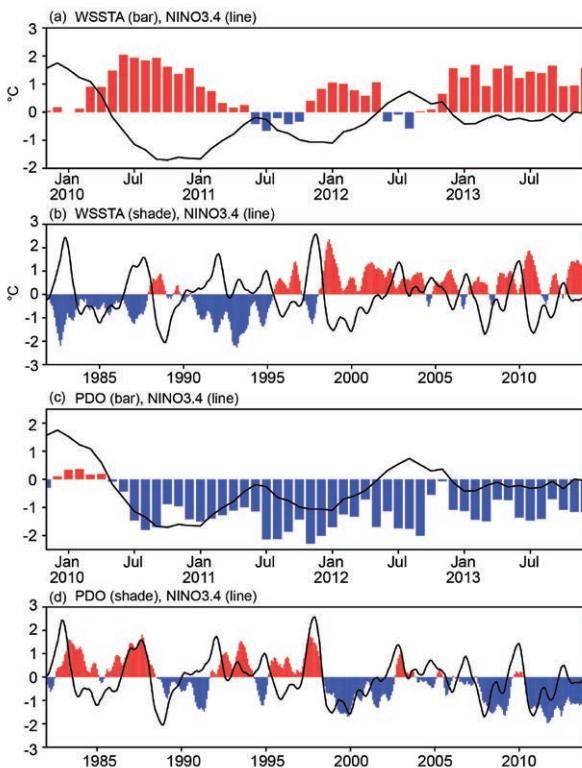 (a) WSSTA (bar), NINO3.4 (line)
3
2
1
0
-1
-2
°C
Jan Jul Jan Jul Jan Jul Jan Jul
2010 2011 2012 2013
(b) WSSTA (shade), NINO3.4 (line)
3
2
1
0
-1
-2
-3
°C
1985 1990 1995 2000 2005 2010
(c) PDO (bar), NINO3.4 (line)
2
1
0
-1
-2
Jan Jul Jan Jul Jan Jul Jan Jul
2010 2011 2012 2013
(d) PDO (shade), NINO3.4 (line)
3
2
1
0
-1
-2
-3
1985 1990 1995 2000 2005 2010